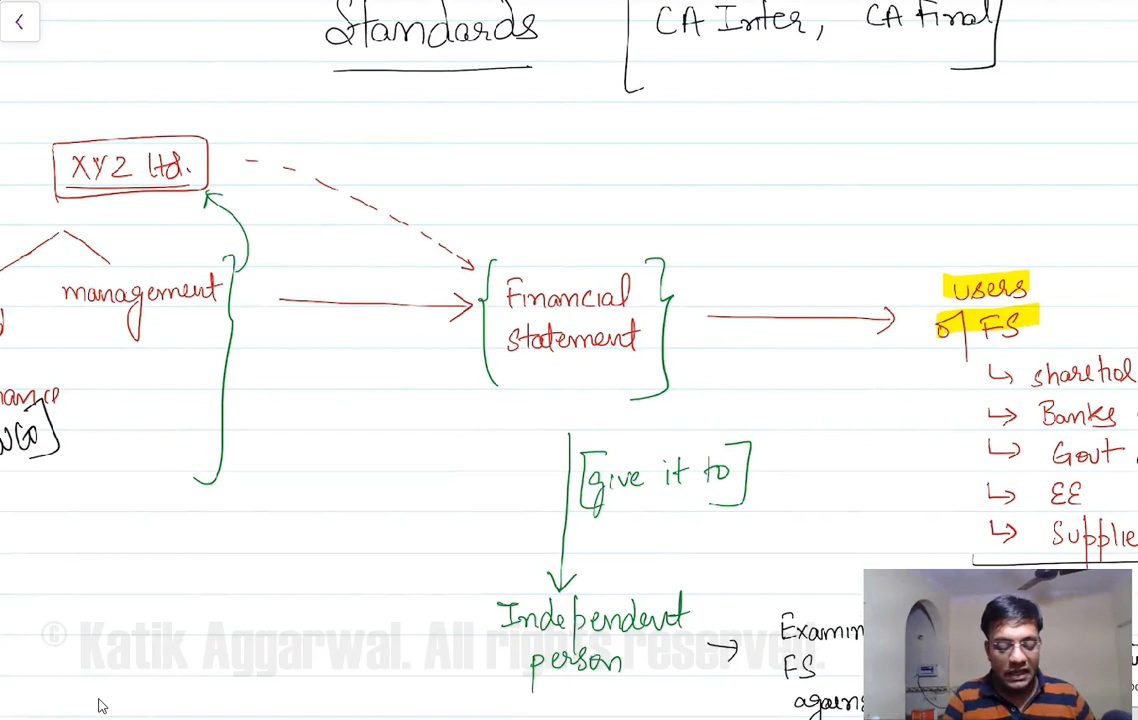 Standards
[CA Inter, CA Final]
XYZ Ltd.
management
Financial
statement
users
of FS
↳ sharehol
↳ Banks
↳ Govt
↳ EE
↳ Supplie
[give it to]
Independent
person
→ Examin
FS
again
© Katik Aggarwal. All rights reserved.